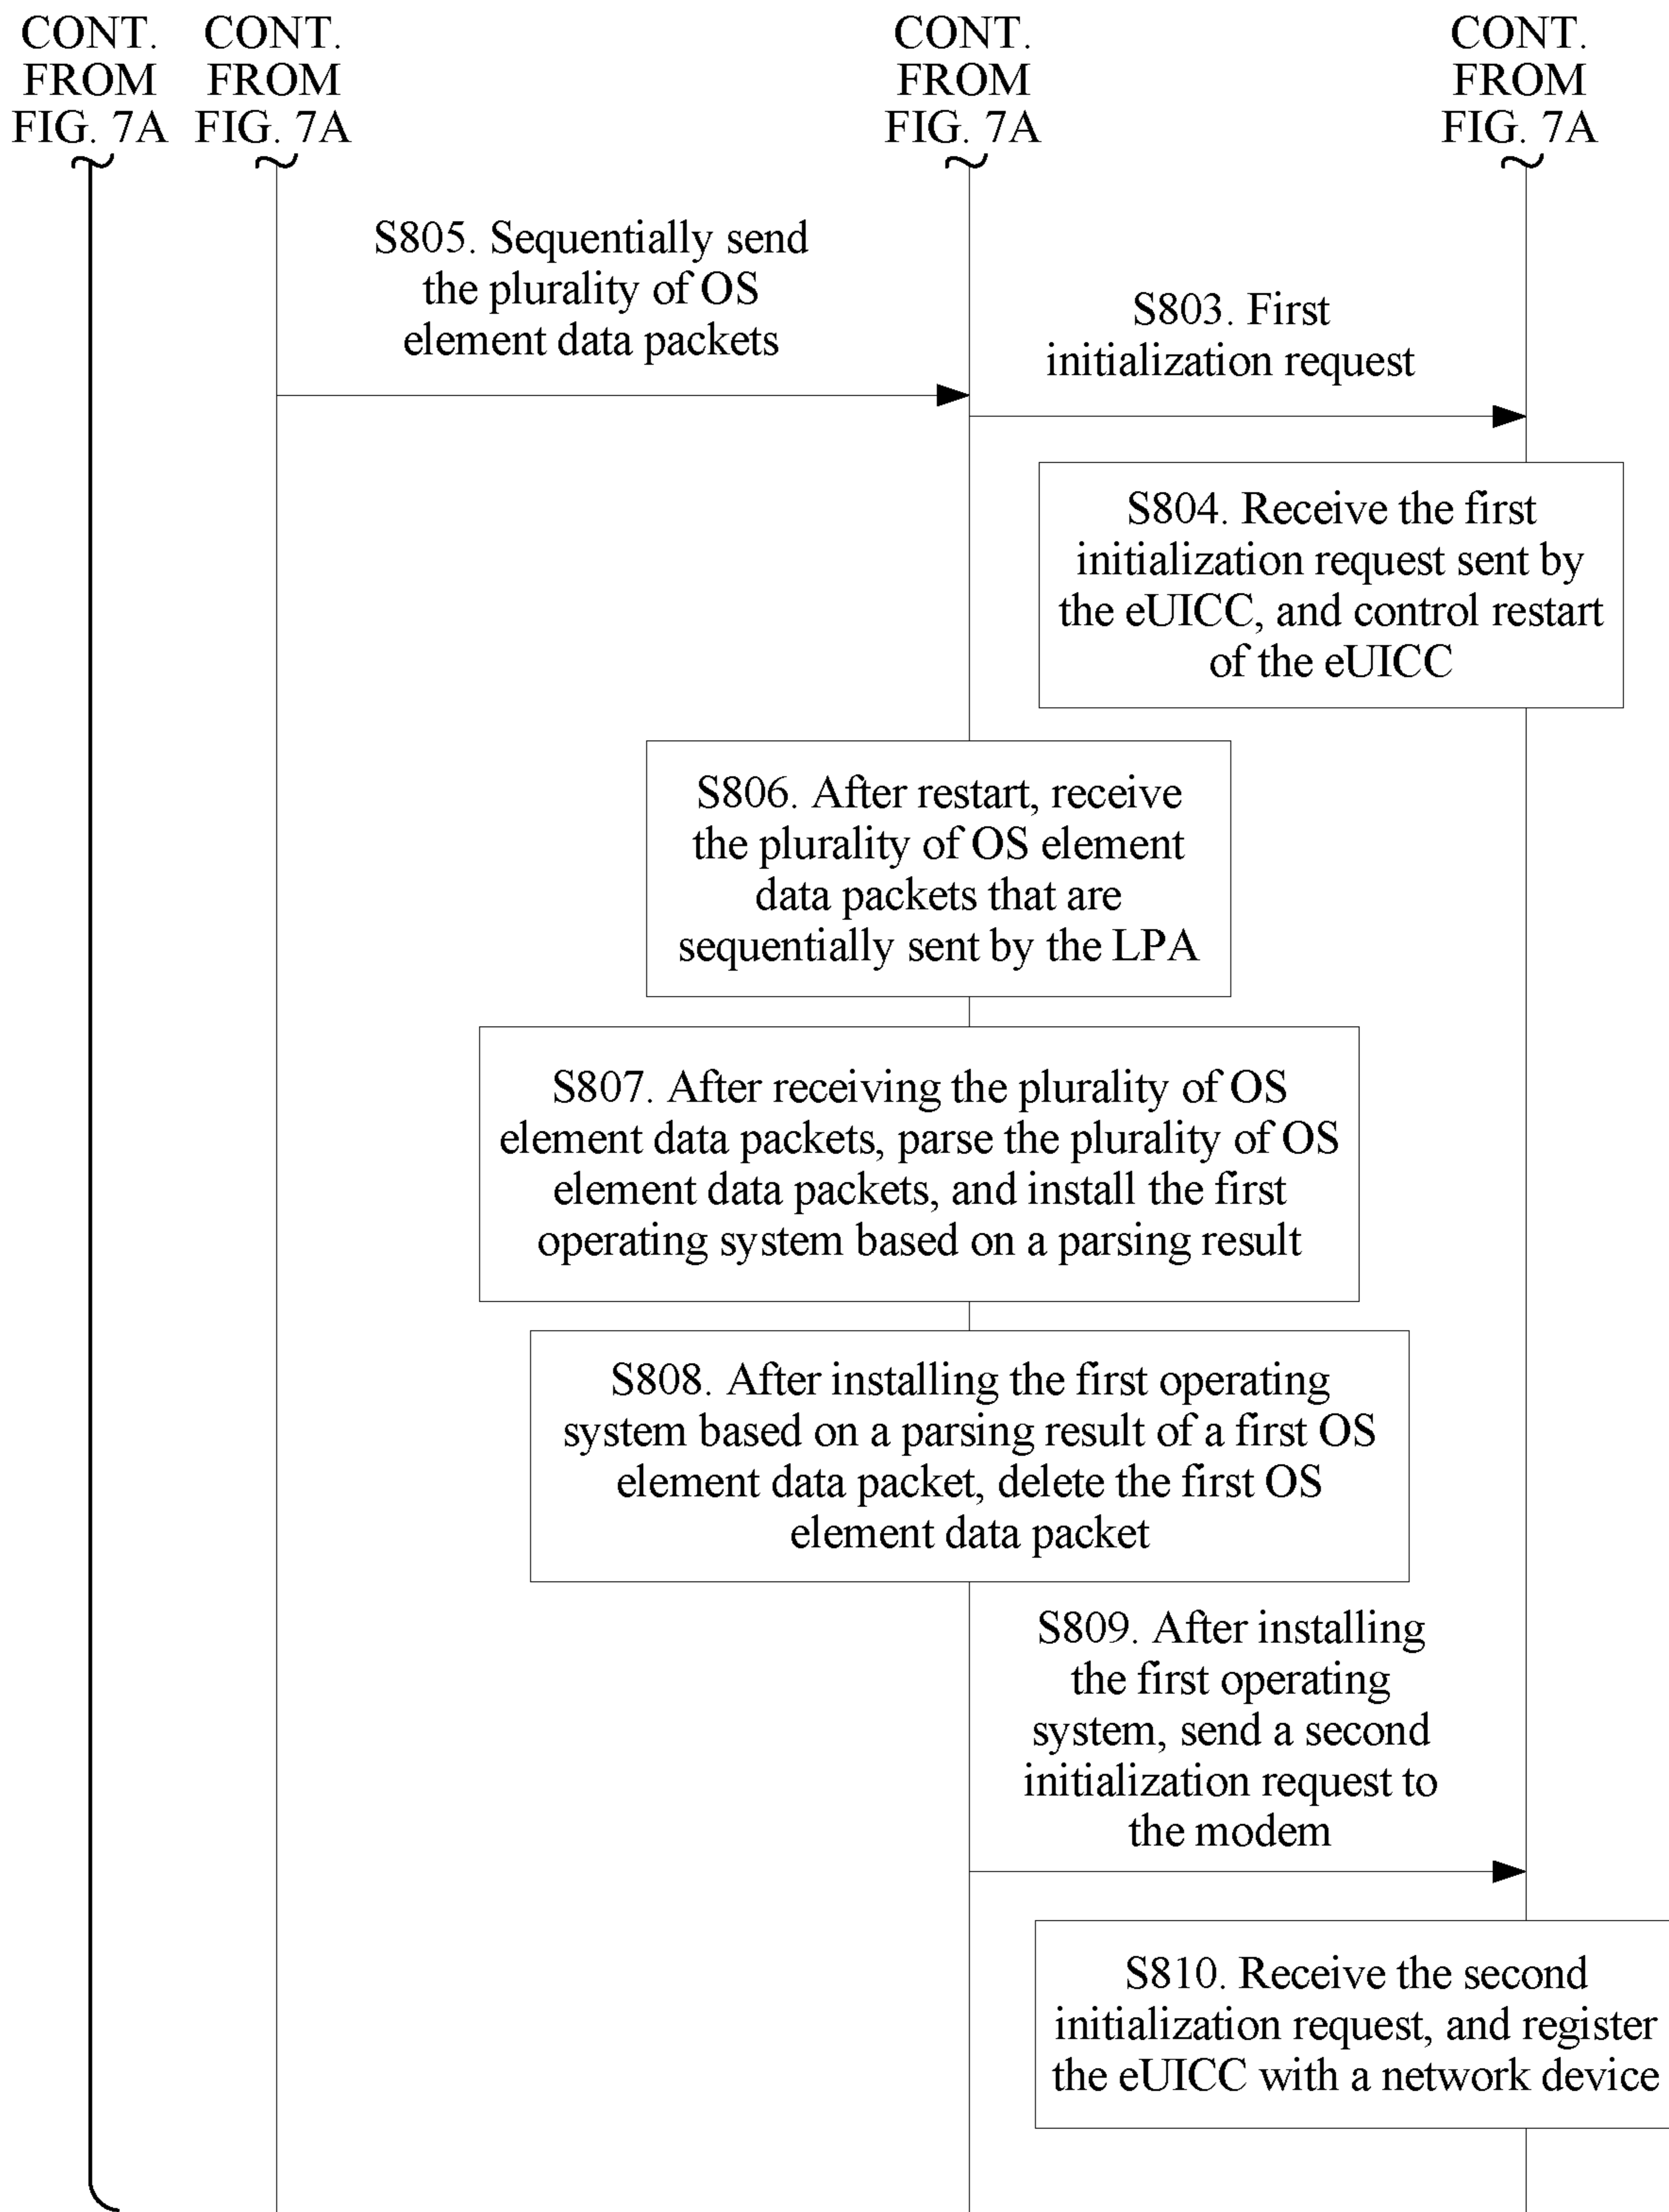 CONT.
FROM
FIG. 7A
CONT.
FROM
FIG. 7A
CONT.
FROM
FIG. 7A
CONT.
FROM
FIG. 7A
S805. Sequentially send
the plurality of OS
element data packets
S803. First
initialization request
S804. Receive the first
initialization request sent by
the eUICC, and control restart
of the eUICC
S806. After restart, receive
the plurality of OS element
data packets that are
sequentially sent by the LPA
S807. After receiving the plurality of OS
element data packets, parse the plurality of OS
element data packets, and install the first
operating system based on a parsing result
S808. After installing the first operating
system based on a parsing result of a first OS
element data packet, delete the first OS
element data packet
S809. After installing
the first operating
system, send a second
initialization request to
the modem
S810. Receive the second
initialization request, and register
the eUICC with a network device